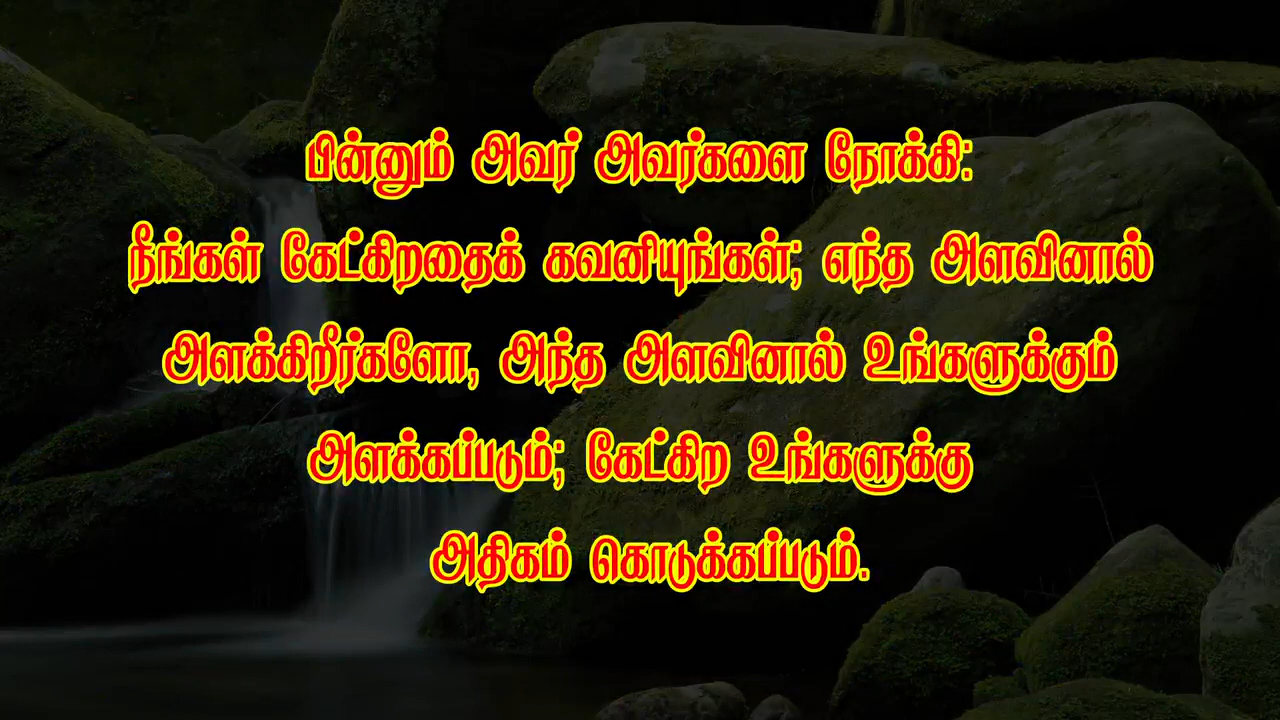 பின்னும் அவர் அவர்களை நோக்கி:
நீங்கள் கேட்கிறதைக் கவனியுங்கள்; எந்த அளவினால்
அளக்கிறீர்களோ, அந்த அளவினால் உங்களுக்கும்
அளக்கப்படும்; கேட்கிற உங்களுக்கு
அதிகம் கொடுக்கப்படும்.